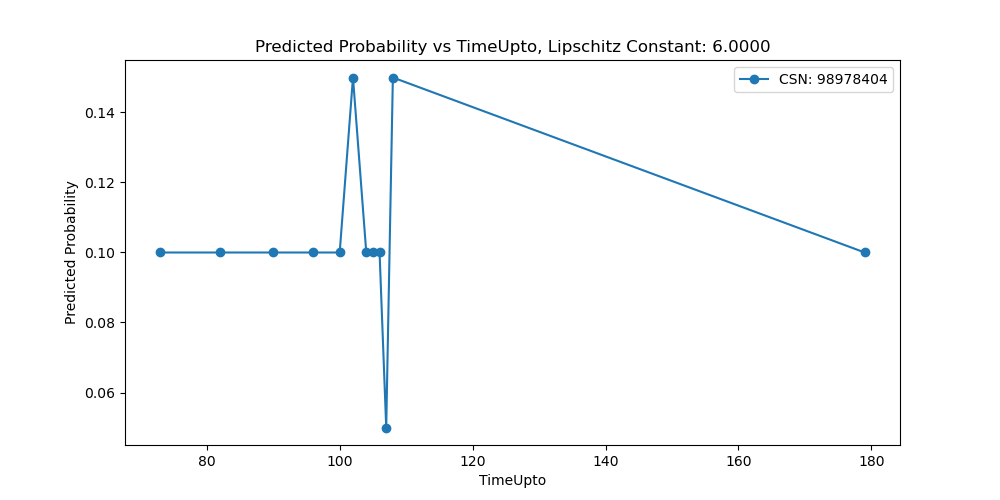 Predicted Probability vs TimeUpto, Lipschitz Constant: 6.0000
CSN: 98978404
Predicted Probability
0.14
0.12
0.10
0.08
0.06
80 100 120 140 160 180
TimeUpto